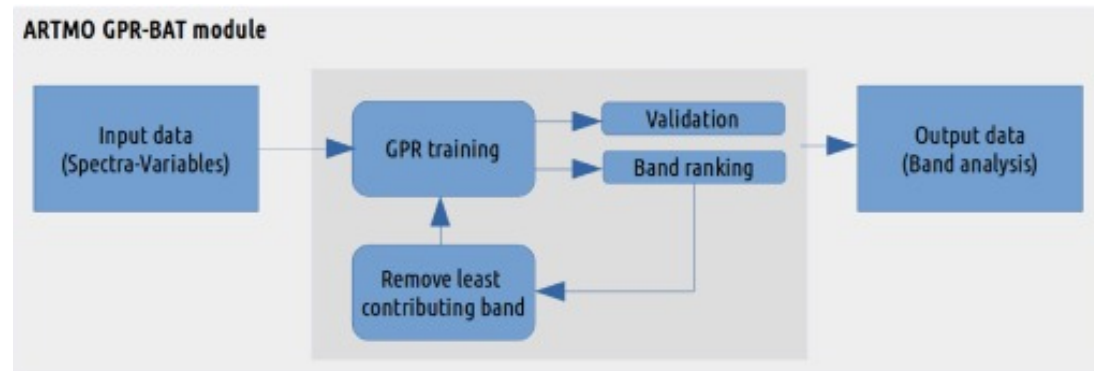 ARTMO GPR-BAT module
Input data
(Spectra-Variables)
GPR training
Validation
Band ranking
Remove least
contributing band
Output data
(Band analysis)